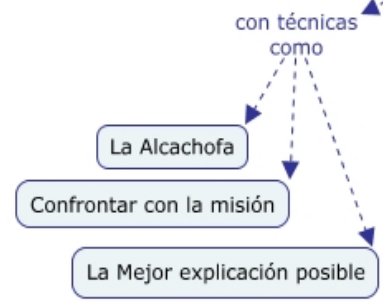 con técnicas
como
La Alcachofa
Confrontar con la misión
La Mejor explicación posible